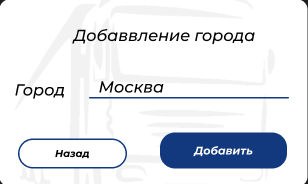 Добаввление города
Город Москва
Назад Добавить